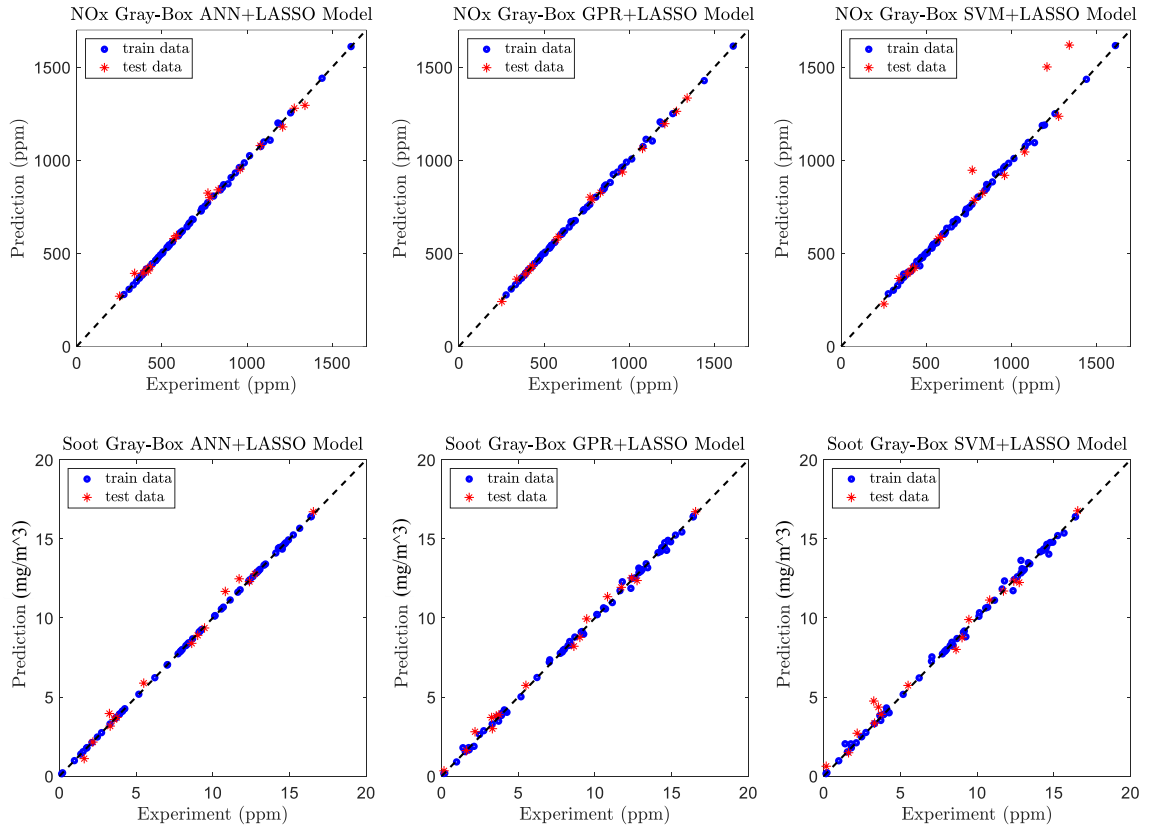 NOx Gray-Box ANN+LASSO Model
train data
test data
1500
1000
500
0
Prediction (ppm)
0
500
1000
1500
Experiment (ppm)
NOx Gray-Box GPR+LASSO Model
train data
test data
1500
1000
500
0
Prediction (ppm)
0
500
1000
1500
Experiment (ppm)
NOx Gray-Box SVM+LASSO Model
train data
test data
1500
1000
500
0
Prediction (ppm)
0
500
1000
1500
Experiment (ppm)
Soot Gray-Box ANN+LASSO Model
train data
test data
20
15
10
5
0
Prediction (mg/m^3)
0
5
10
15
20
Experiment (ppm)
Soot Gray-Box GPR+LASSO Model
train data
test data
20
15
10
5
0
Prediction (mg/m^3)
0
5
10
15
20
Experiment (ppm)
Soot Gray-Box SVM+LASSO Model
train data
test data
20
15
10
5
0
Prediction (mg/m^3)
0
5
10
15
20
Experiment (ppm)